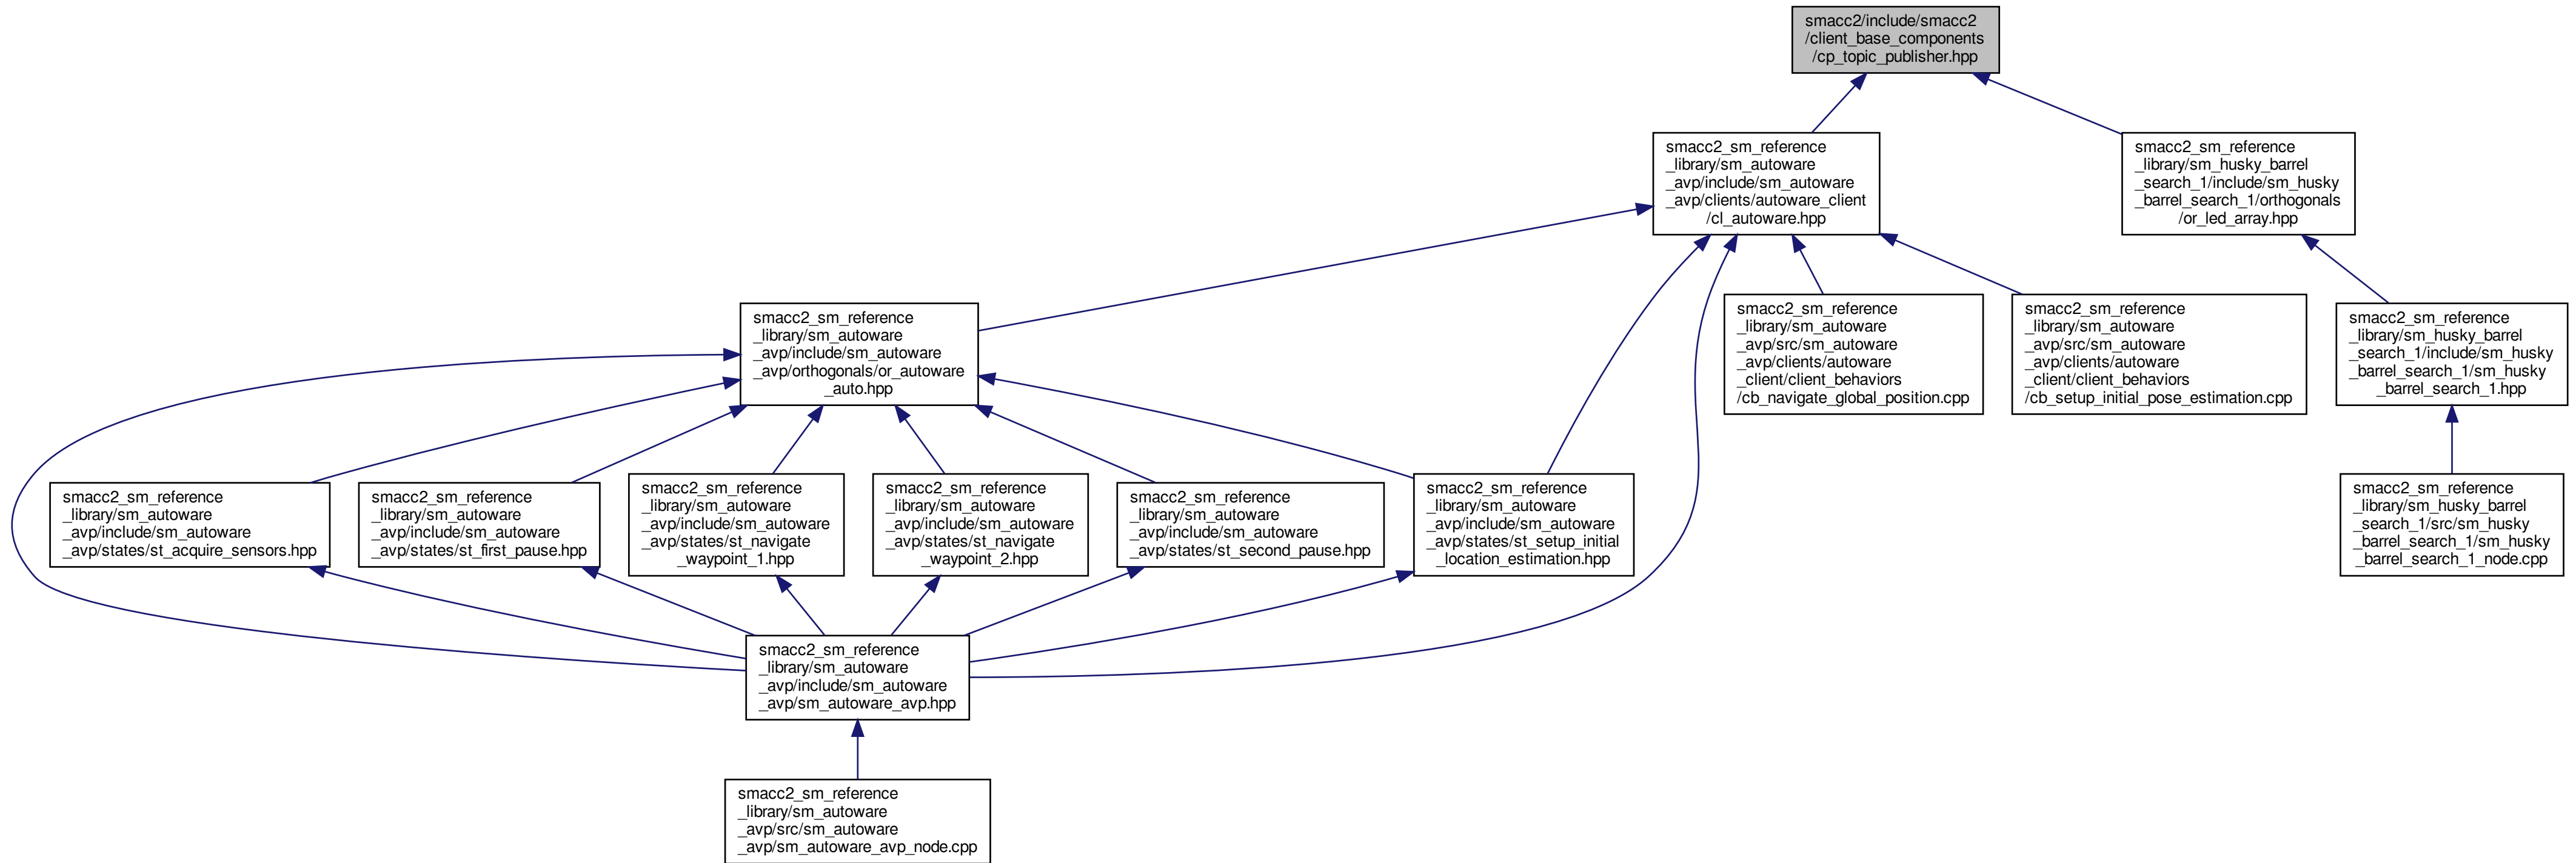 smacc2/include/smacc2
/client_base_components
/cp_topic_publisher.hpp
smacc2_sm_reference
_library/sm_autoware
_avp/include/sm_autoware
_avp/clients/autoware_client
/cl_autoware.hpp
smacc2_sm_reference
_library/sm_husky_barrel
_search_1/include/sm_husky
_barrel_search_1/orthogonals
/or_led_array.hpp
smacc2_sm_reference
_library/sm_autoware
_avp/include/sm_autoware
_avp/orthogonals/or_autoware
_auto.hpp
smacc2_sm_reference
_library/sm_autoware
_avp/src/sm_autoware
_avp/clients/autoware
_client/client_behaviors
/cb_navigate_global_position.cpp
smacc2_sm_reference
_library/sm_autoware
_avp/src/sm_autoware
_avp/clients/autoware
_client/client_behaviors
/cb_setup_initial_pose_estimation.cpp
smacc2_sm_reference
_library/sm_husky_barrel
_search_1/include/sm_husky
_barrel_search_1/sm_husky
_barrel_search_1.hpp
smacc2_sm_reference
_library/sm_autoware
_avp/include/sm_autoware
_avp/states/st_acquire_sensors.hpp
smacc2_sm_reference
_library/sm_autoware
_avp/include/sm_autoware
_avp/states/st_first_pause.hpp
smacc2_sm_reference
_library/sm_autoware
_avp/include/sm_autoware
_avp/states/st_navigate
_waypoint_1.hpp
smacc2_sm_reference
_library/sm_autoware
_avp/include/sm_autoware
_avp/states/st_navigate
_waypoint_2.hpp
smacc2_sm_reference
_library/sm_autoware
_avp/include/sm_autoware
_avp/states/st_second_pause.hpp
smacc2_sm_reference
_library/sm_autoware
_avp/include/sm_autoware
_avp/states/st_setup_initial
_location_estimation.hpp
smacc2_sm_reference
_library/sm_husky_barrel
_search_1/src/sm_husky
_barrel_search_1/sm_husky
_barrel_search_1_node.cpp
smacc2_sm_reference
_library/sm_autoware
_avp/include/sm_autoware
_avp/sm_autoware_avp.hpp
smacc2_sm_reference
_library/sm_autoware
_avp/src/sm_autoware
_avp/sm_autoware_avp_node.cpp